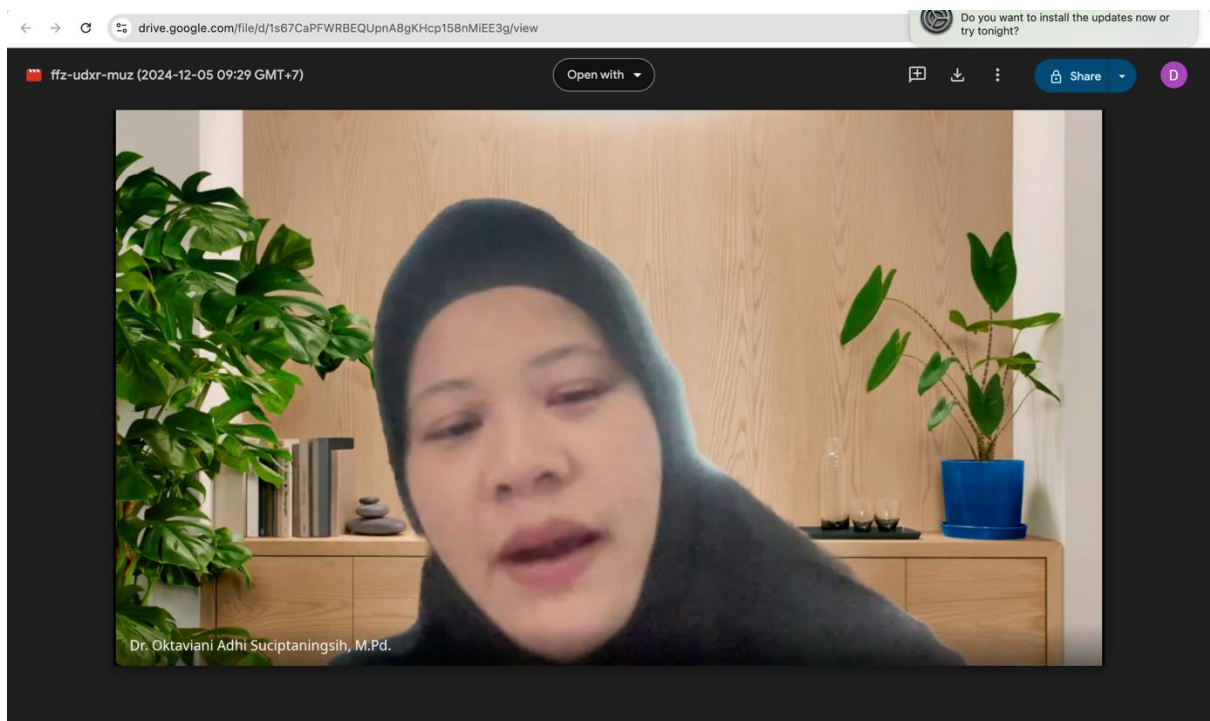 Do you want to install the updates now or
try tonight?
drive.google.com/file/d/1s67CaPFWRBEQUpnA8gKHcp158nMiEE3g/view
ffz-udxr-muz (2024-12-05 09:29 GMT+7)
Open with
Share
D
Dr. Oktaviani Adhi Suciptaningsih, M.Pd.